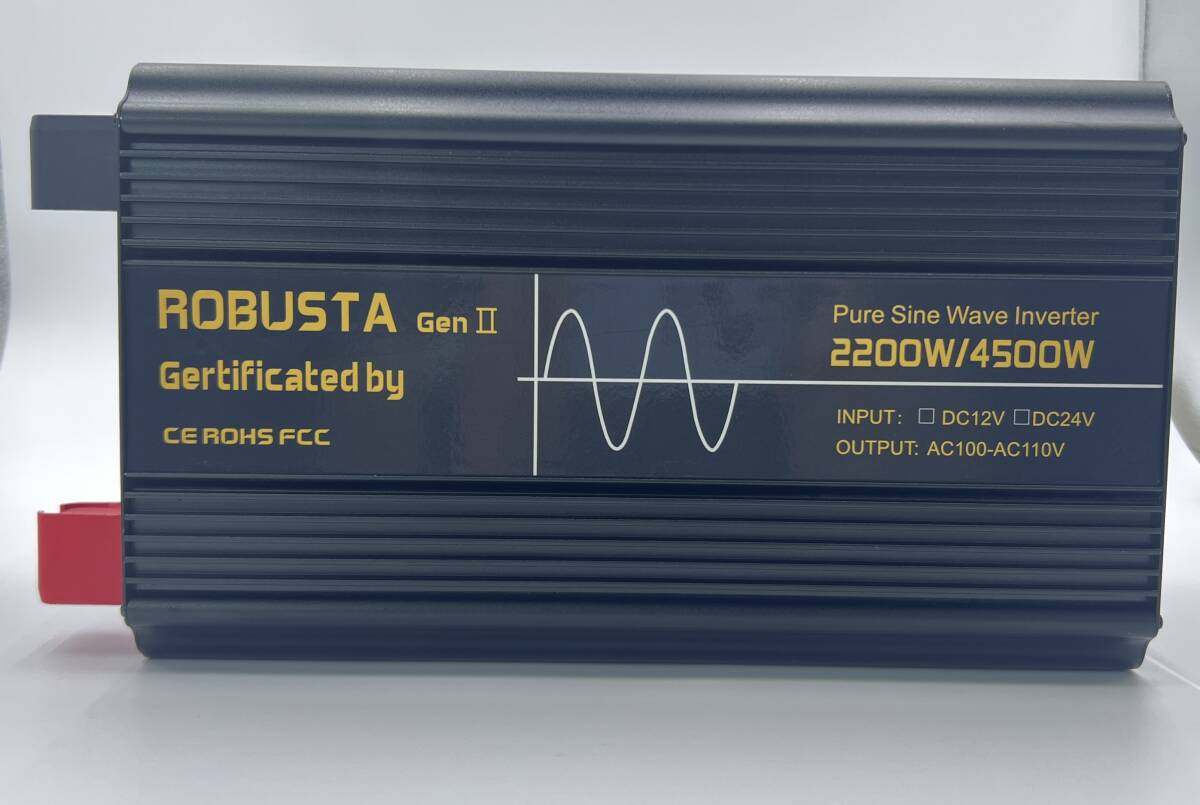 ROBUSTA Gen Ⅱ
Gertificated by
CE ROHS FCC
Pure Sine Wave Inverter
2200W/4500W
INPUT: □ DC12V □DC24V
OUTPUT: AC100-AC110V